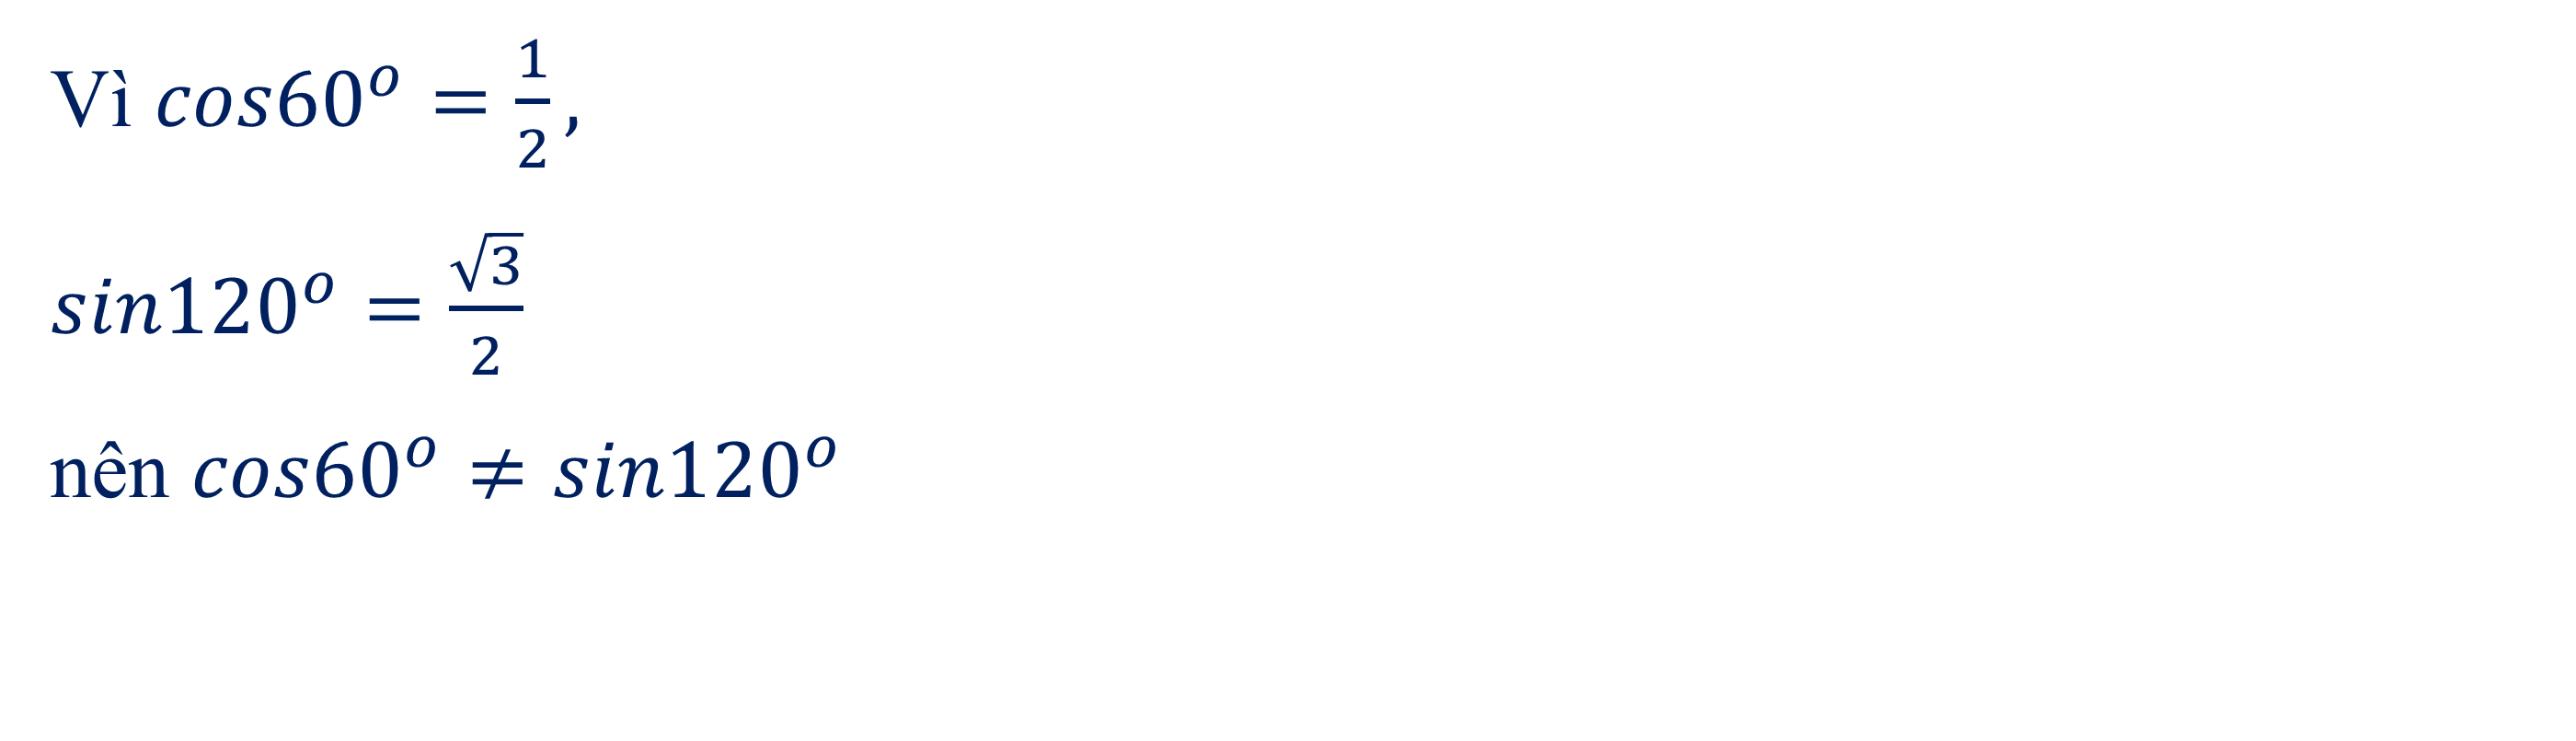 Vì cos60° = 1/2,
sin120° = √3/2
nên cos60° ≠ sin120°